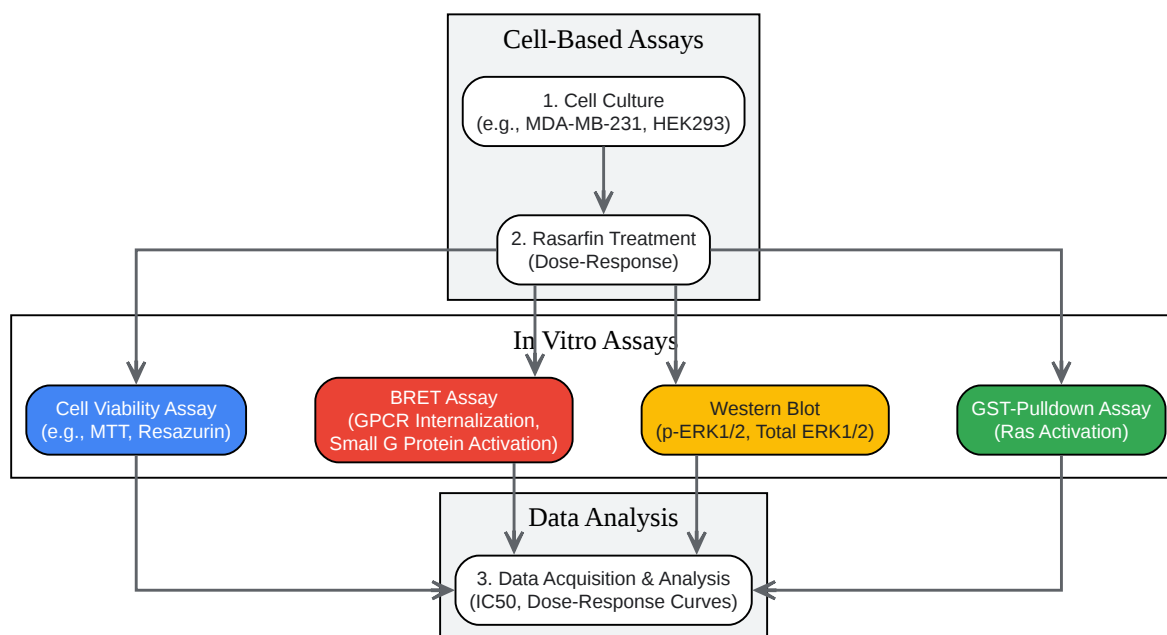 Cell-Based Assays
1. Cell Culture
(e.g., MDA-MB-231, HEK293)
2. Rasarfin Treatment
(Dose-Response)
In Vitro Assays
Cell Viability Assay
(e.g., MTT, Resazurin)
BRET Assay
(GPCR Internalization,
Small G Protein Activation)
Western Blot
(p-ERK1/2, Total ERK1/2)
GST-Pulldown Assay
(Ras Activation)
Data Analysis
3. Data Acquisition & Analysis
(IC50, Dose-Response Curves)